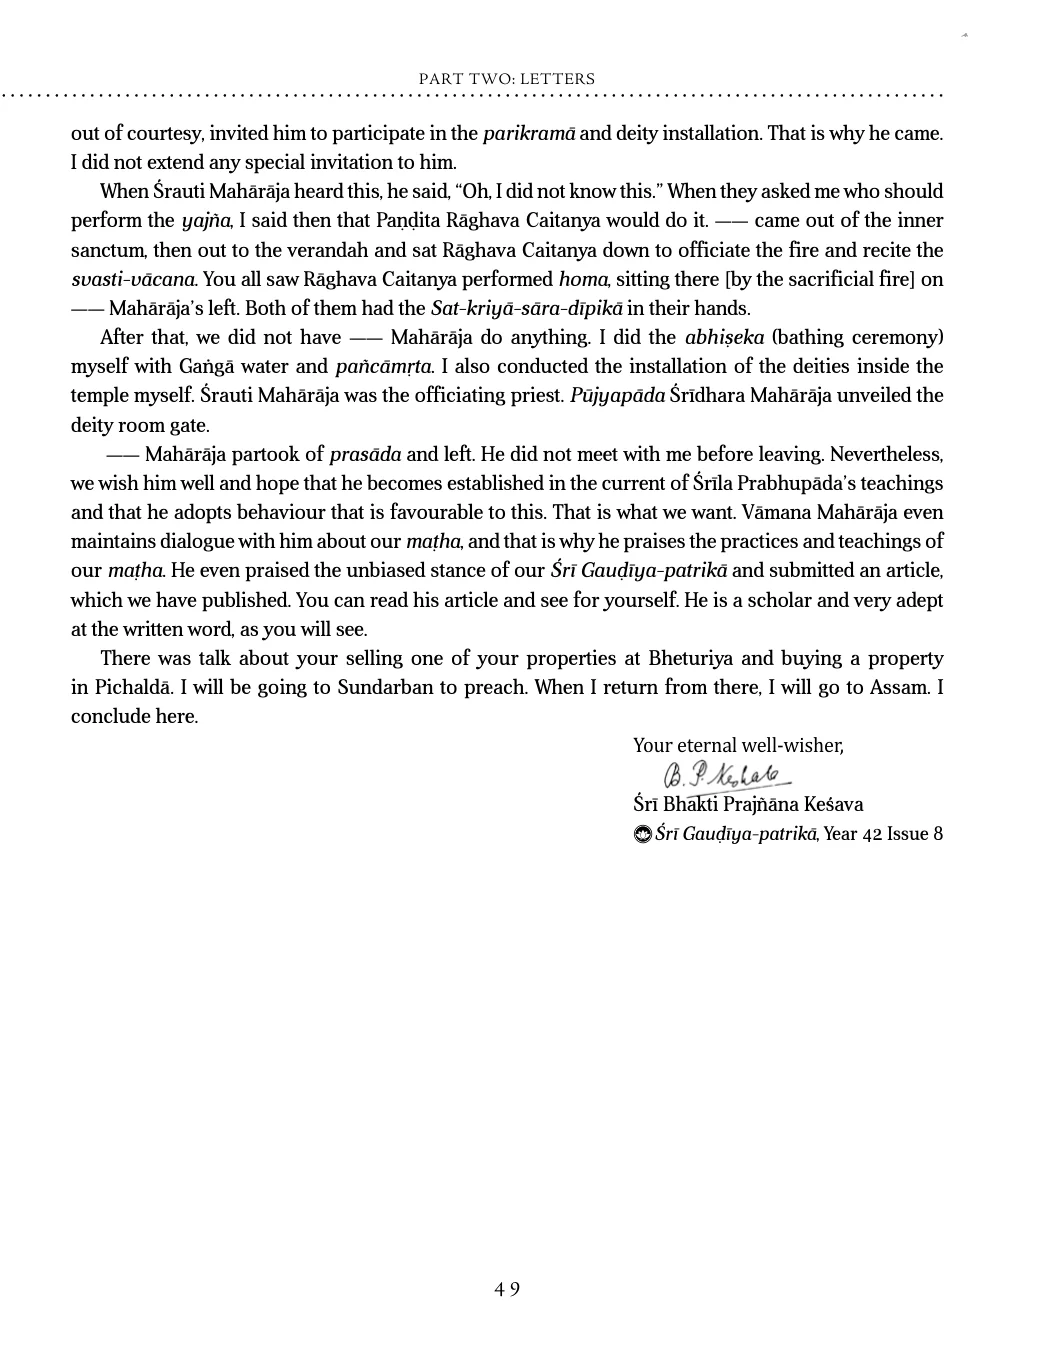 PART TWO: LETTERS
out of courtesy, invited him to participate in the parikramā and deity installation. That is why he came.
I did not extend any special invitation to him.
When Śrauti Mahārāja heard this, he said, “Oh, I did not know this.” When they asked me who should
perform the yajña, I said then that Paṇḍita Rāghava Caitanya would do it. —— came out of the inner
sanctum, then out to the verandah and sat Rāghava Caitanya down to officiate the fire and recite the
svasti-vācana. You all saw Rāghava Caitanya performed homa, sitting there [by the sacrificial fire] on
—— Mahārāja’s left. Both of them had the Sat-kriyā-sāra-dīpikā in their hands.
After that, we did not have —— Mahārāja do anything. I did the abhiṣeka (bathing ceremony)
myself with Gaṅgā water and pañcāmṛta. I also conducted the installation of the deities inside the
temple myself. Śrauti Mahārāja was the officiating priest. Pūjyapāda Śrīdhara Mahārāja unveiled the
deity room gate.
—— Mahārāja partook of prasāda and left. He did not meet with me before leaving. Nevertheless,
we wish him well and hope that he becomes established in the current of Śrīla Prabhupāda’s teachings
and that he adopts behaviour that is favourable to this. That is what we want. Vāmana Mahārāja even
maintains dialogue with him about our maṭha, and that is why he praises the practices and teachings of
our maṭha. He even praised the unbiased stance of our Śrī Gauḍīya-patrikā and submitted an article,
which we have published. You can read his article and see for yourself. He is a scholar and very adept
at the written word, as you will see.
There was talk about your selling one of your properties at Bheturiya and buying a property
in Pichaldā. I will be going to Sundarban to preach. When I return from there, I will go to Assam. I
conclude here.
Your eternal well-wisher,
B. P. Keshaba
Śrī Bhakti Prajñāna Keśava
Śrī Gauḍīya-patrikā, Year 42 Issue 8
49